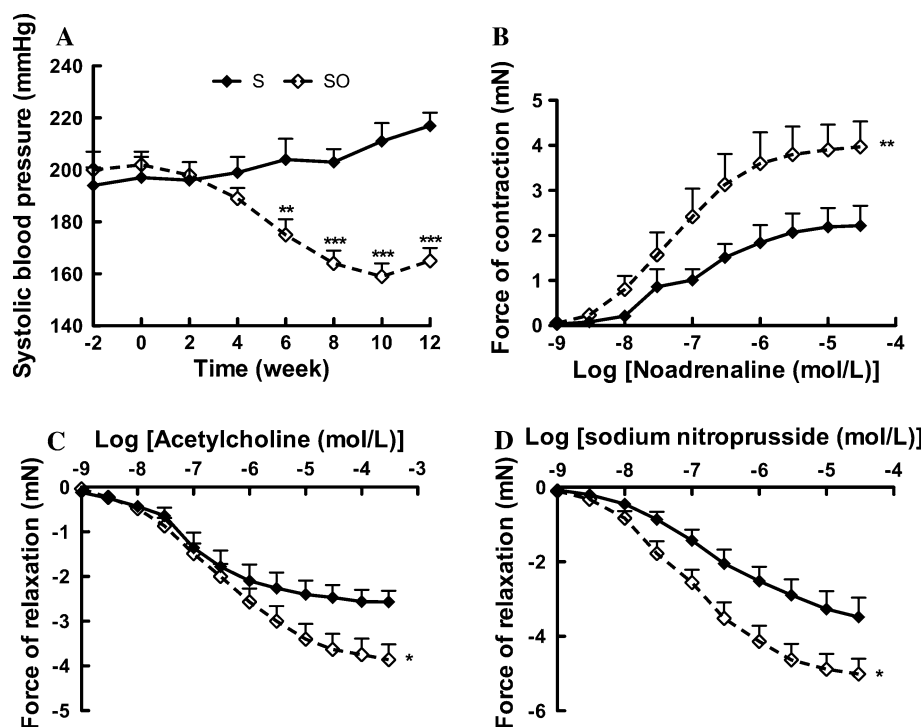 A
Systolic blood pressure (mmHg)
240
220
200
180
160
140
S
SO
**
***
***
***
-2 0 2 4 6 8 10 12
Time (week)
B
Force of contraction (mN)
5
4
3
2
1
0
**
-9 -8 -7 -6 -5 -4
Log [Noadrenaline (mol/L)]
C
Log [Acetylcholine (mol/L)]
-9 -8 -7 -6 -5 -4 -3
Force of relaxation (mN)
0
-1
-2
-3
-4
-5
*
D
Log [sodium nitroprusside (mol/L)]
-9 -8 -7 -6 -5 -4
Force of relaxation (mN)
0
-2
-4
-6
*